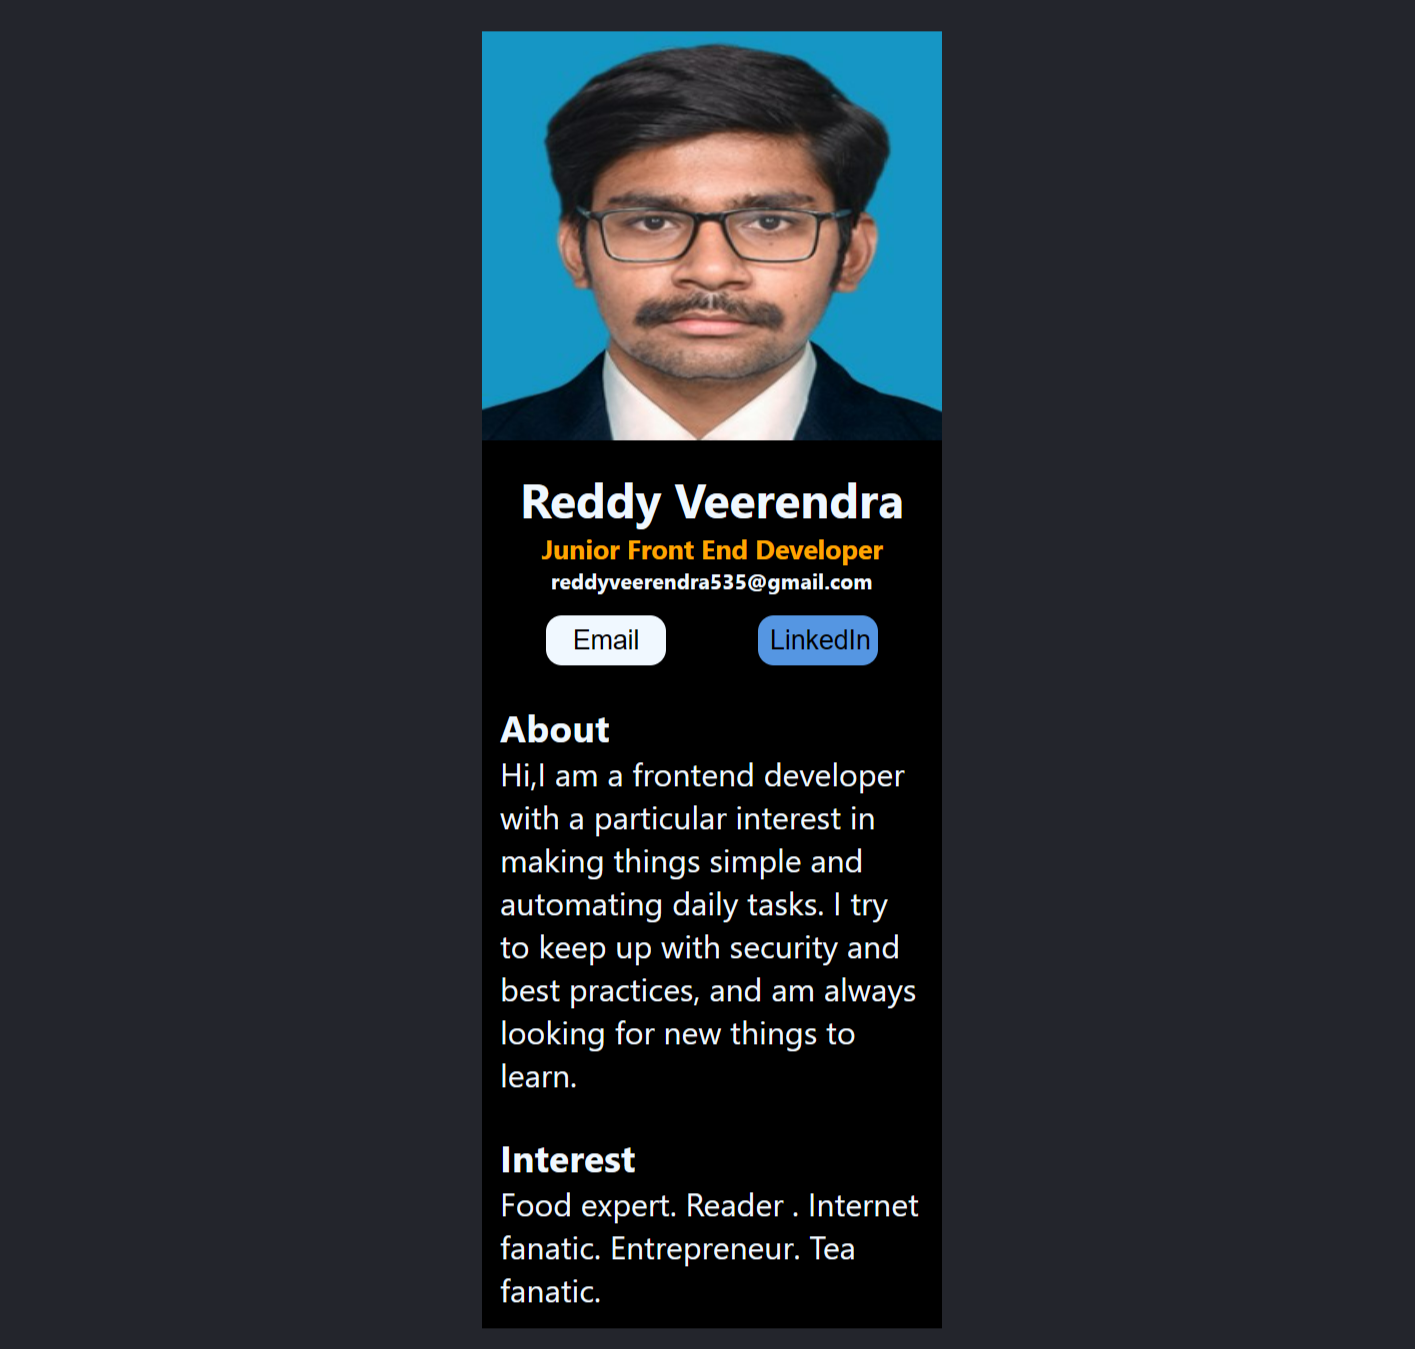 Reddy Veerendra
Junior Front End Developer
reddyveerendra535@gmail.com
Email LinkedIn
About
Hi,I am a frontend developer
with a particular interest in
making things simple and
automating daily tasks. I try
to keep up with security and
best practices, and am always
looking for new things to
learn.
Interest
Food expert. Reader . Internet
fanatic. Entrepreneur. Tea
fanatic.